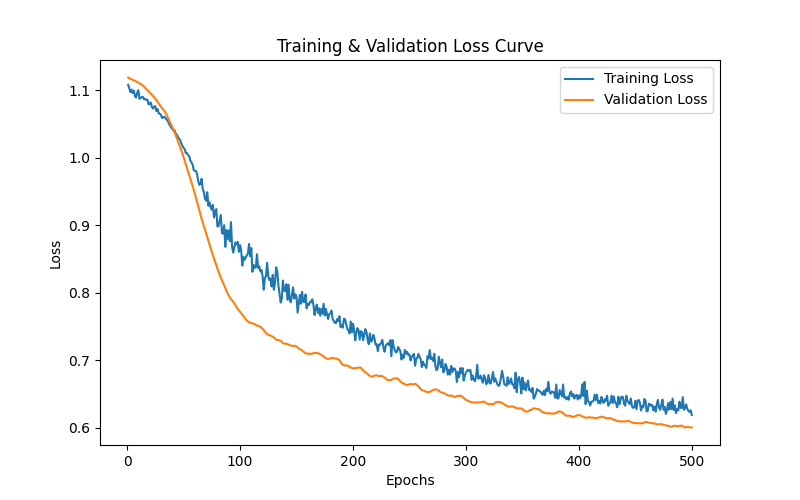 Training & Validation Loss Curve
Training Loss
Validation Loss
Loss
1.1
1.0
0.9
0.8
0.7
0.6
0
100
200
300
400
500
Epochs